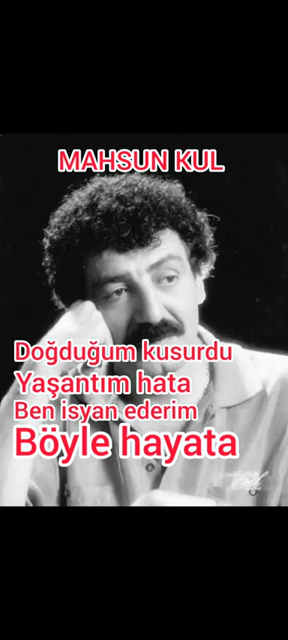 MAHSUN KUL
Doğduğum kusurdu
Yaşantım hata
Ben isyan ederim
Böyle hayata